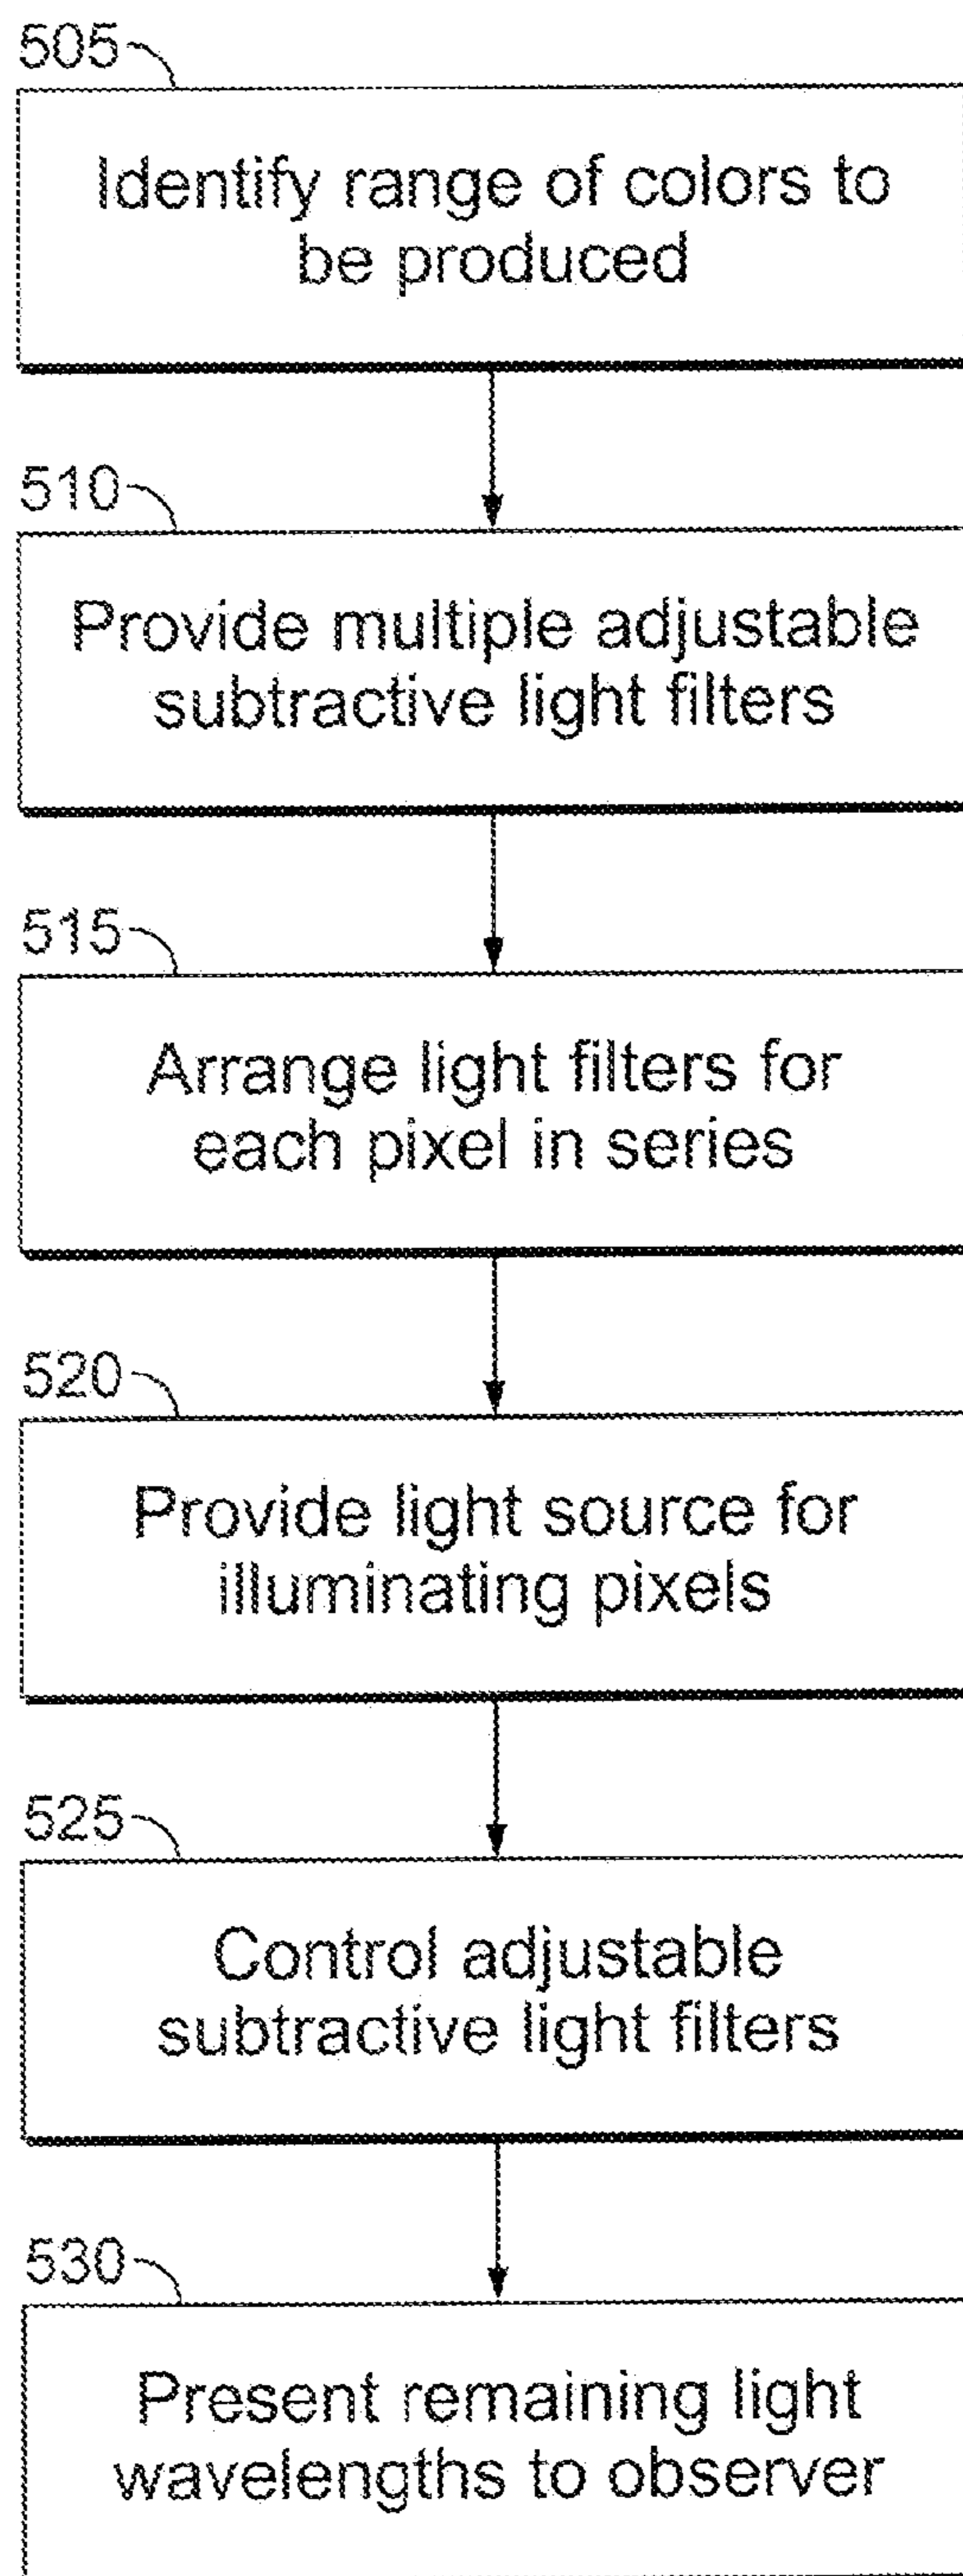 505
Identify range of colors to
be produced
510
Provide multiple adjustable
subtractive light filters
515
Arrange light filters for
each pixel in series
520
Provide light source for
illuminating pixels
525
Control adjustable
subtractive light filters
530
Present remaining light
wavelengths to observer